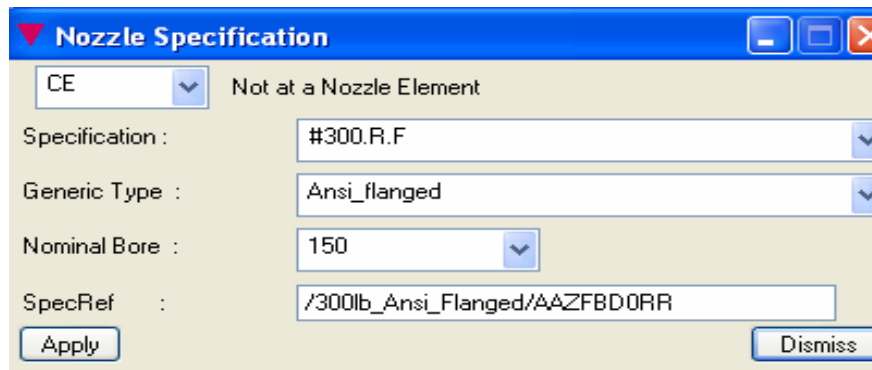 Nozzle Specification
CE Not at a Nozzle Element
Specification : #300.R.F
Generic Type : Ansi_flanged
Nominal Bore : 150
SpecRef : /300lb_Ansi_Flanged/AAZFBD0RR
Apply Dismiss